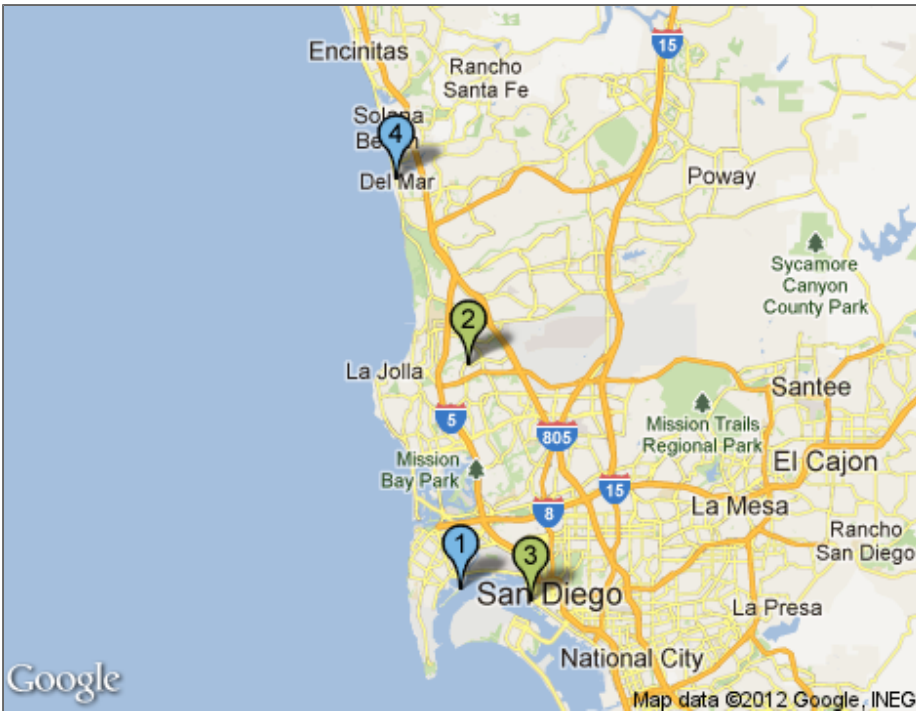 Encinitas
15
Rancho
Santa Fe
Solana
4
Del Mar
Poway
Sycamore
Canyon
County Park
2
La Jolla
Santee
5
Mission Trails
Regional Park
805
Mission
Bay Park
El Cajon
15
La Mesa
8
Rancho
San Diego
1
3
San Diego
La Presa
National City
Google
Map data ©2012 Google, INEG